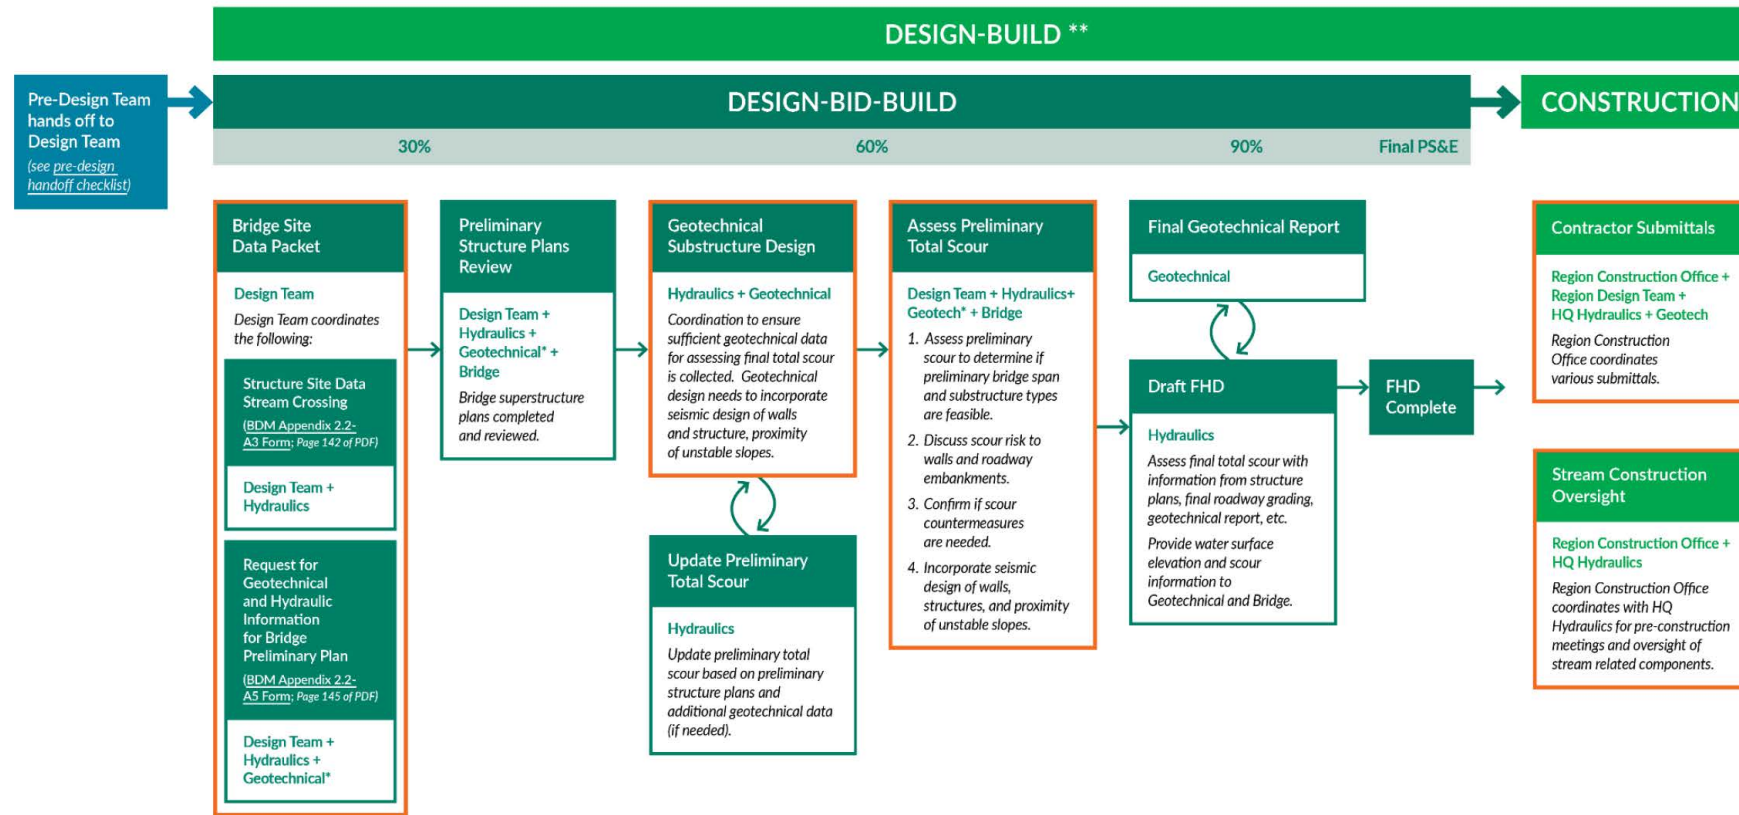 DESIGN-BUILD **
Pre-Design Team
hands off to
Design Team
(see pre-design
handoff checklist)
DESIGN-BID-BUILD
CONSTRUCTION
30%
60%
90%
Final PS&E
Bridge Site
Data Packet
Design Team
Design Team coordinates
the following:
Structure Site Data
Stream Crossing
(BDM Appendix 2.2-
A3 Form; Page 142 of PDF)
Design Team +
Hydraulics
Request for
Geotechnical
and Hydraulic
Information
for Bridge
Preliminary Plan
(BDM Appendix 2.2-
A5 Form; Page 145 of PDF)
Design Team +
Hydraulics +
Geotechnical*
Preliminary
Structure Plans
Review
Design Team +
Hydraulics +
Geotechnical* +
Bridge
Bridge superstructure
plans completed
and reviewed.
Geotechnical
Substructure Design
Hydraulics + Geotechnical
Coordination to ensure
sufficient geotechnical data
for assessing final total scour
is collected. Geotechnical
design needs to incorporate
seismic design of walls
and structure, proximity
of unstable slopes.
Update Preliminary
Total Scour
Hydraulics
Update preliminary total
scour based on preliminary
structure plans and
additional geotechnical data
(if needed).
Assess Preliminary
Total Scour
Design Team + Hydraulics+
Geotech* + Bridge
1. Assess preliminary
scour to determine if
preliminary bridge span
and substructure types
are feasible.
2. Discuss scour risk to
walls and roadway
embankments.
3. Confirm if scour
countermeasures
are needed.
4. Incorporate seismic
design of walls,
structures, and proximity
of unstable slopes.
Final Geotechnical Report
Geotechnical
Draft FHD
Hydraulics
Assess final total scour with
information from structure
plans, final roadway grading,
geotechnical report, etc.
Provide water surface
elevation and scour
information to
Geotechnical and Bridge.
FHD
Complete
Contractor Submittals
Region Construction Office +
Region Design Team +
HQ Hydraulics + Geotech
Region Construction
Office coordinates
various submittals.
Stream Construction
Oversight
Region Construction Office +
HQ Hydraulics
Region Construction Office
coordinates with HQ
Hydraulics for pre-construction
meetings and oversight of
stream related components.